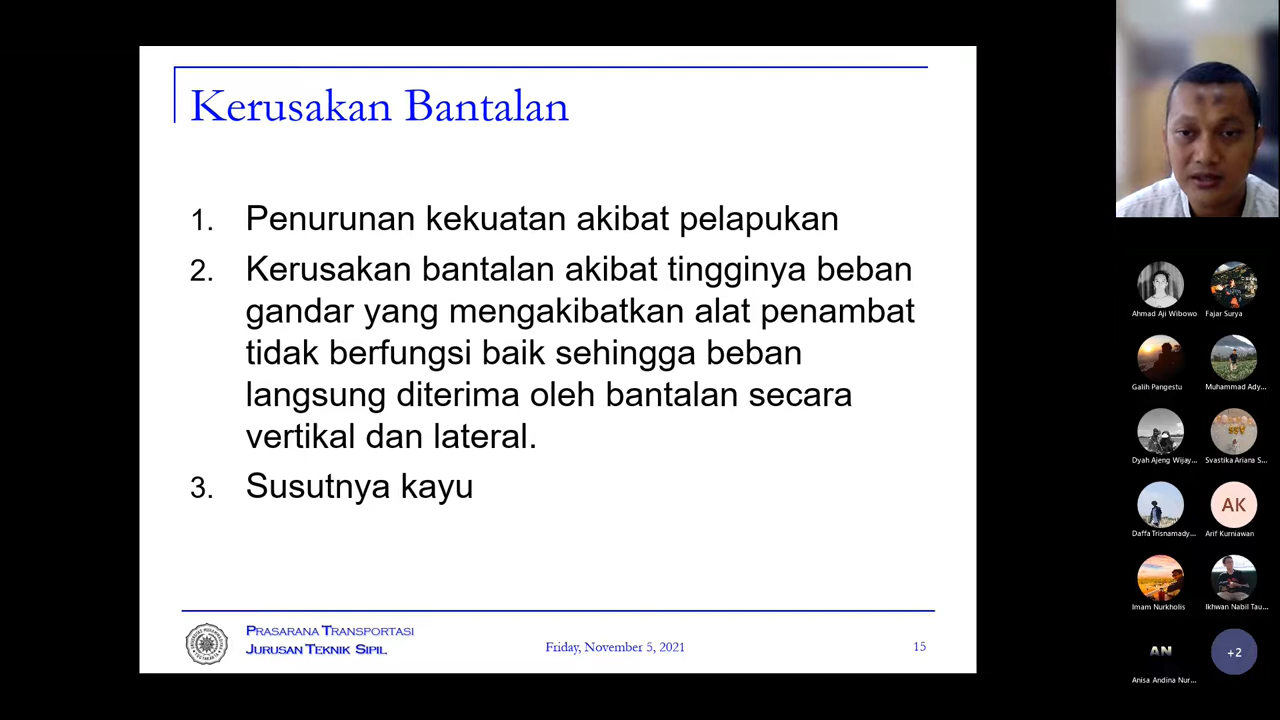 Kerusakan Bantalan
1. Penurunan kekuatan akibat pelapukan
2. Kerusakan bantalan akibat tingginya beban
gandar yang mengakibatkan alat penambat
tidak berfungsi baik sehingga beban
langsung diterima oleh bantalan secara
vertikal dan lateral.
3. Susutnya kayu
PRASARANA TRANSPORTASI
JURUSAN TEKNIK SIPIL
Friday, November 5, 2021
15
Ahmad Aji Wibowo
Fajar Surya
Galih Pangestu
Muhammad Ady...
Dyah Ajeng Wijay...
Svastika Ariana S...
Daffa Trisnamady...
AK
Arif Kurniawan
Imam Nurkholis
Ikhwan Nabil Tau...
AN
Anisa Andina Nur...
+2